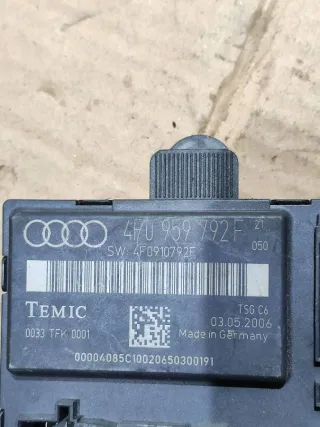 4F0 959 792 F 21
050
SW: 4F0910792F
TEMIC TSG C6
03.05.2006
0033 TFK 0001 Made in Germany
00004085C10020650300191